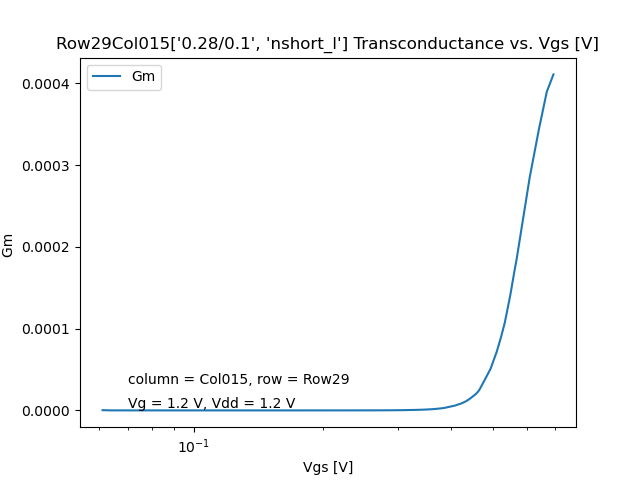 Row29Col015['0.28/0.1', 'nshort_l'] Transconductance vs. Vgs [V]
Gm
0.0004
0.0003
0.0002
0.0001
0.0000
Gm
column = Col015, row = Row29
Vg = 1.2 V, Vdd = 1.2 V
10⁻¹
Vgs [V]